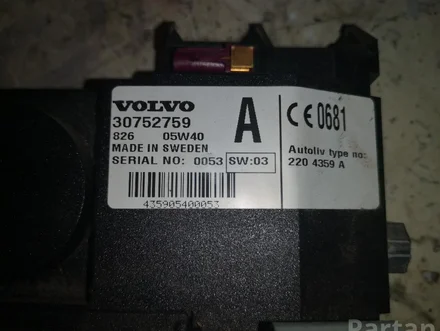 VOLVO
30752759
826 05W40
MADE IN SWEDEN
SERIAL NO: 0053 SW:03
435905400053
A
CE 0681
Autoliv type no:
220 4359 A
Partan